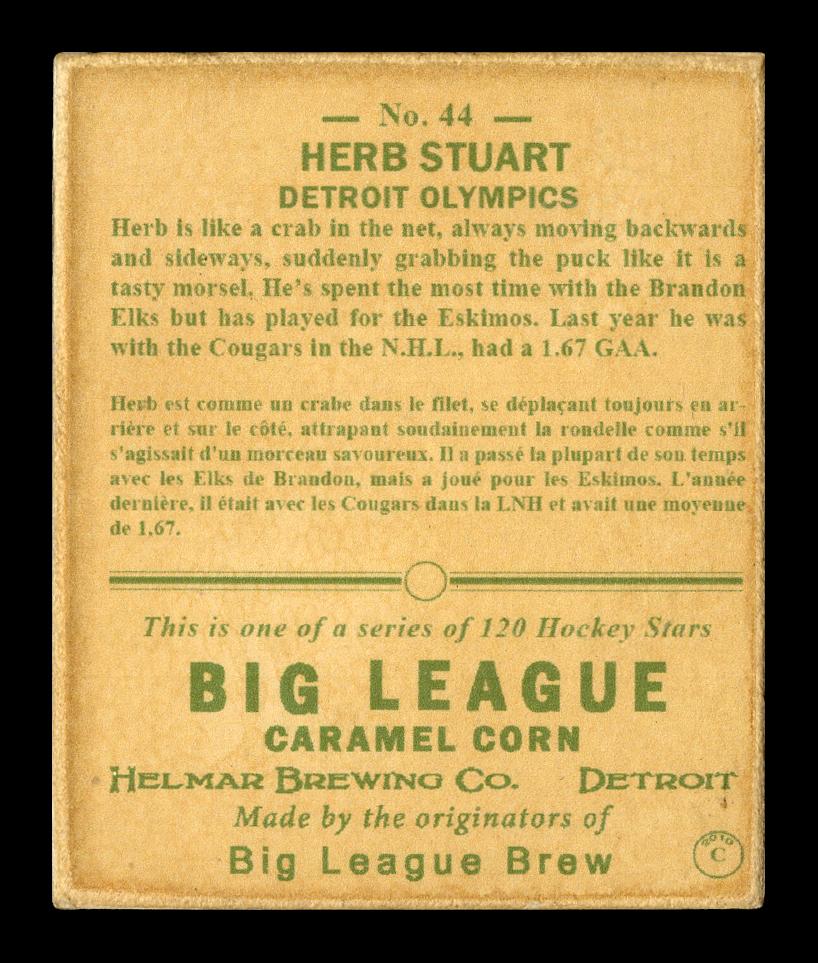 — No. 44 —
HERB STUART
DETROIT OLYMPICS
Herb is like a crab in the net, always moving backwards
and sideways, suddenly grabbing the puck like it is a
tasty morsel. He's spent the most time with the Brandon
Elks but has played for the Eskimos. Last year he was
with the Cougars in the N.H.L., had a 1.67 GAA.
Herb est comme un crabe dans le filet, se déplaçant toujours en ar-
rière et sur le côté, attrapant soudainement la rondelle comme s'il
s'agissait d'un morceau savoureux. Il a passé la plupart de son temps
avec les Elks de Brandon, mais a joué pour les Eskimos. L'année
dernière, il était avec les Cougars dans la LNH et avait une moyenne
de 1,67.
This is one of a series of 120 Hockey Stars
BIG LEAGUE
CARAMEL CORN
HELMAR BREWING CO. DETROIT
Made by the originators of
Big League Brew
2010
C